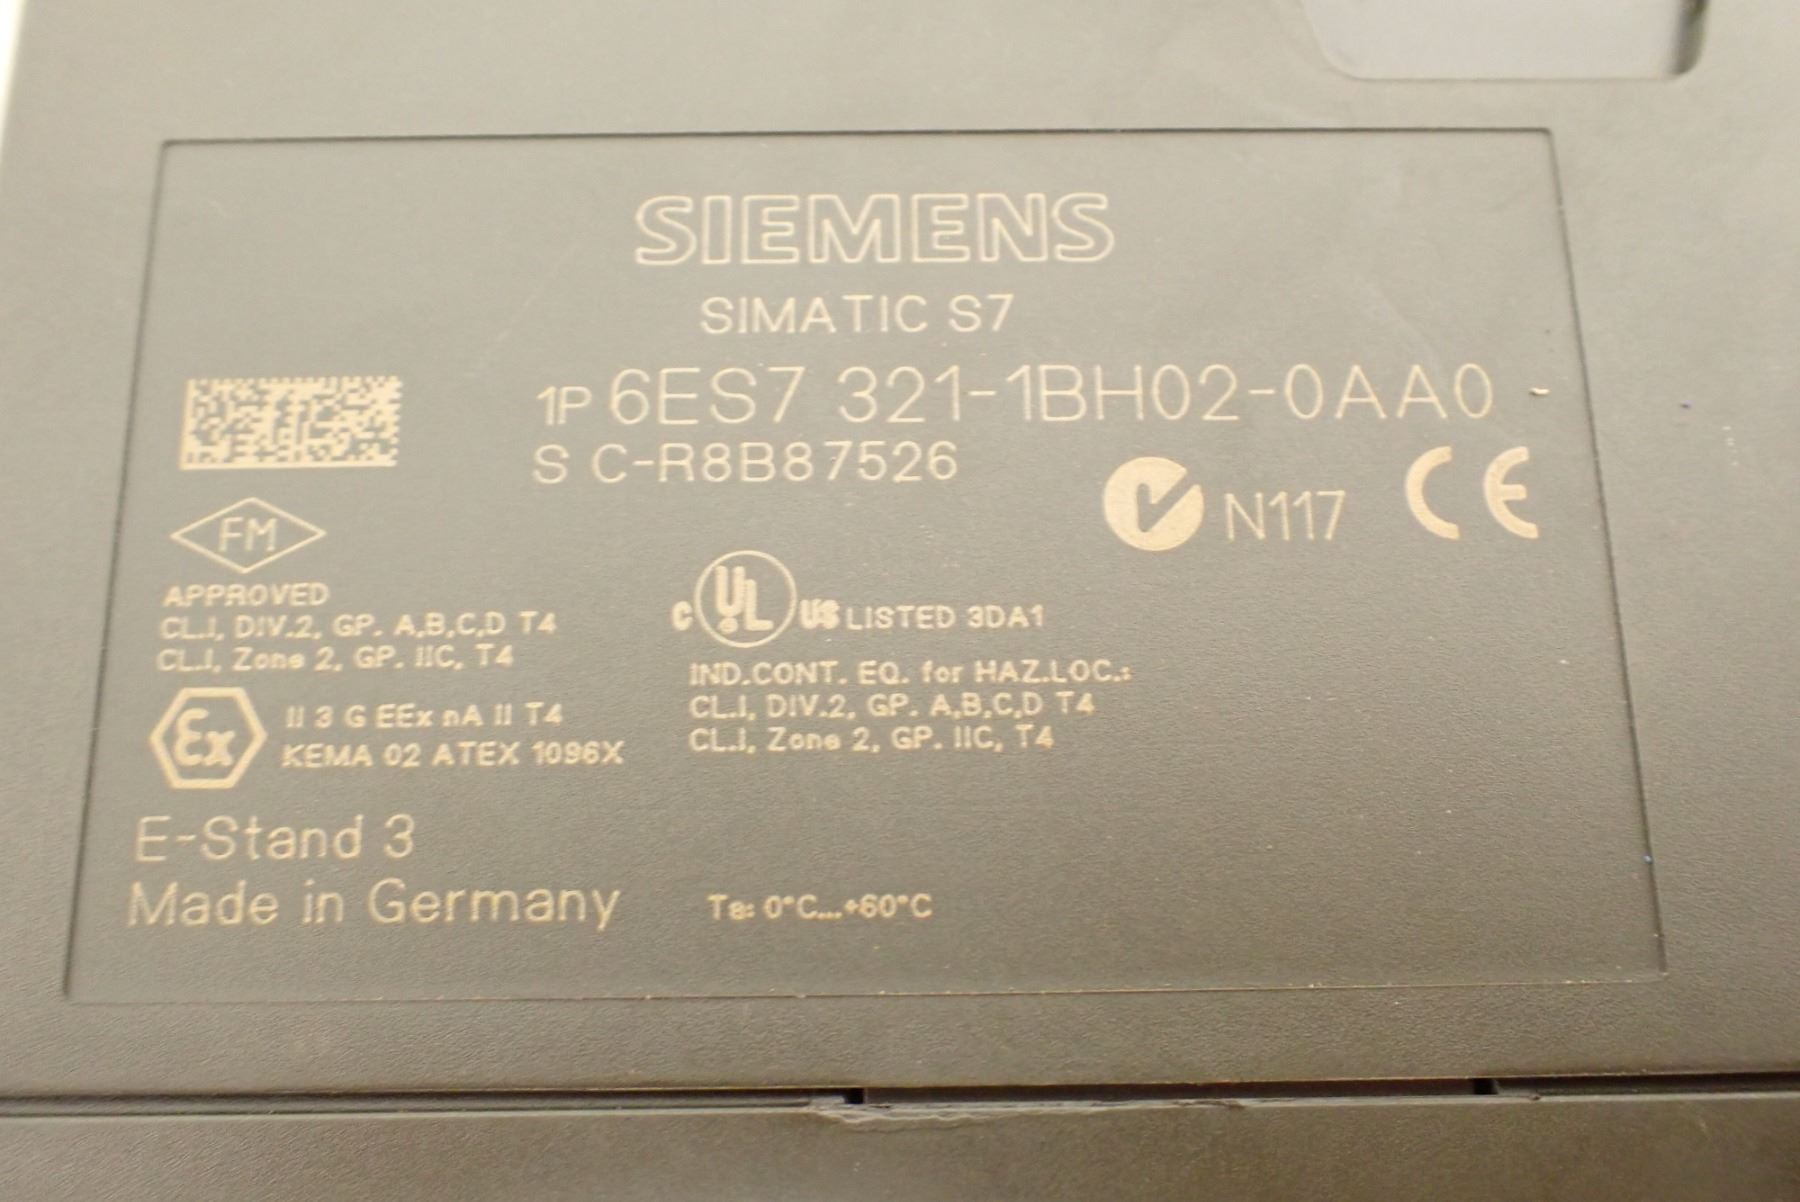 SIEMENS
SIMATIC S7
1P 6ES7 321-1BH02-0AA0
S C-R8B87526
N117 CE
FM
APPROVED
CL.I, DIV.2, GP. A,B,C,D T4
CL.I, Zone 2, GP. IIC, T4
C UL US LISTED 3DA1
IND.CONT. EQ. for HAZ.LOC.:
CL.I, DIV.2, GP. A,B,C,D T4
CL.I, Zone 2, GP. IIC, T4
Ex II 3 G EEx nA II T4
KEMA 02 ATEX 1096X
E-Stand 3
Made in Germany
Ta: 0°C...+60°C